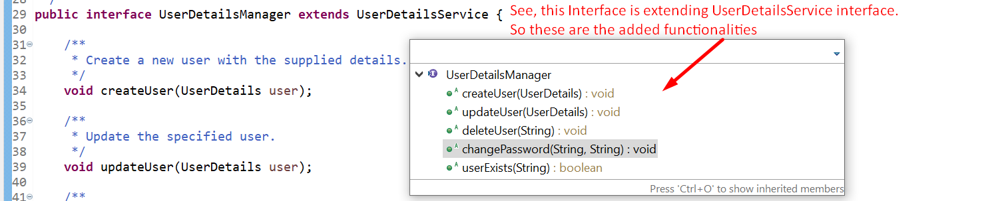 28 */
29 public interface UserDetailsManager extends UserDetailsService {
See, this Interface is extending UserDetailsService interface.
So these are the added functionalities
30
31 /**
32 * Create a new user with the supplied details.
33 */
34 void createUser(UserDetails user);
35
36 /**
37 * Update the specified user.
38 */
39 void updateUser(UserDetails user);
40
41 /**
UserDetailsManager
createUser(UserDetails) : void
updateUser(UserDetails) : void
deleteUser(String) : void
changePassword(String, String) : void
userExists(String) : boolean
Press 'Ctrl+O' to show inherited members